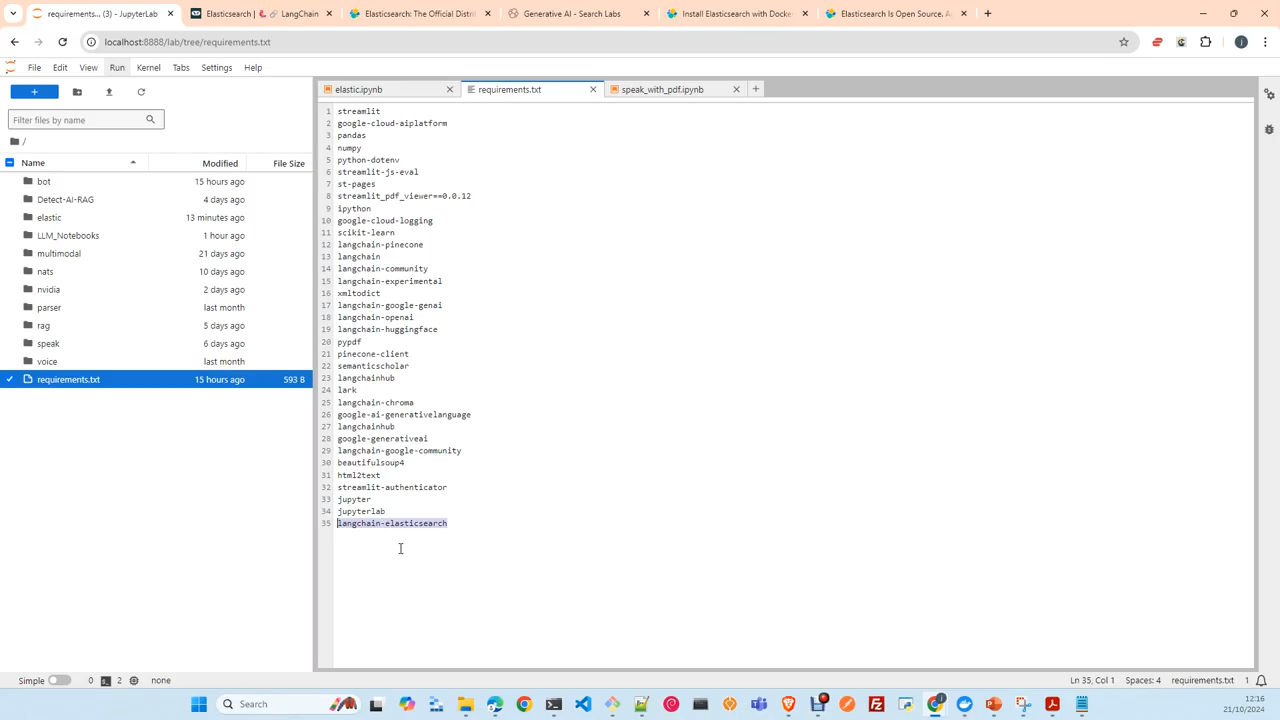 requirements... (3) - JupyterLab
Elasticsearch | 🦜️🔗 LangChain
Elasticsearch: The Official Distri
Generative AI - Search Labs
Install Elasticsearch with Docke
Elasticsearch Is Open Source. A
localhost:8888/lab/tree/requirements.txt
File Edit View Run Kernel Tabs Settings Help
elastic.ipynb
requirements.txt
speak_with_pdf.ipynb
Filter files by name
/
Name Modified File Size
bot 15 hours ago
Detect-AI-RAG 4 days ago
elastic 13 minutes ago
LLM_Notebooks 1 hour ago
multimodal 21 days ago
nats 10 days ago
nvidia 2 days ago
parser last month
rag 5 days ago
speak 6 days ago
voice last month
requirements.txt 15 hours ago 593 B
1 streamlit
2 google-cloud-aiplatform
3 pandas
4 numpy
5 python-dotenv
6 streamlit-js-eval
7 st-pages
8 streamlit_pdf_viewer==0.0.12
9 ipython
10 google-cloud-logging
11 scikit-learn
12 langchain-pinecone
13 langchain
14 langchain-community
15 langchain-experimental
16 xmltodict
17 langchain-google-genai
18 langchain-openai
19 langchain-huggingface
20 pypdf
21 pinecone-client
22 semanticscholar
23 langchainhub
24 lark
25 langchain-chroma
26 google-ai-generativelanguage
27 langchainhub
28 google-generativeai
29 langchain-google-community
30 beautifulsoup4
31 html2text
32 streamlit-authenticator
33 jupyter
34 jupyterlab
35 langchain-elasticsearch
Simple 0 2 none
Ln 35, Col 1 Spaces: 4 requirements.txt 1
Search
12:16
21/10/2024